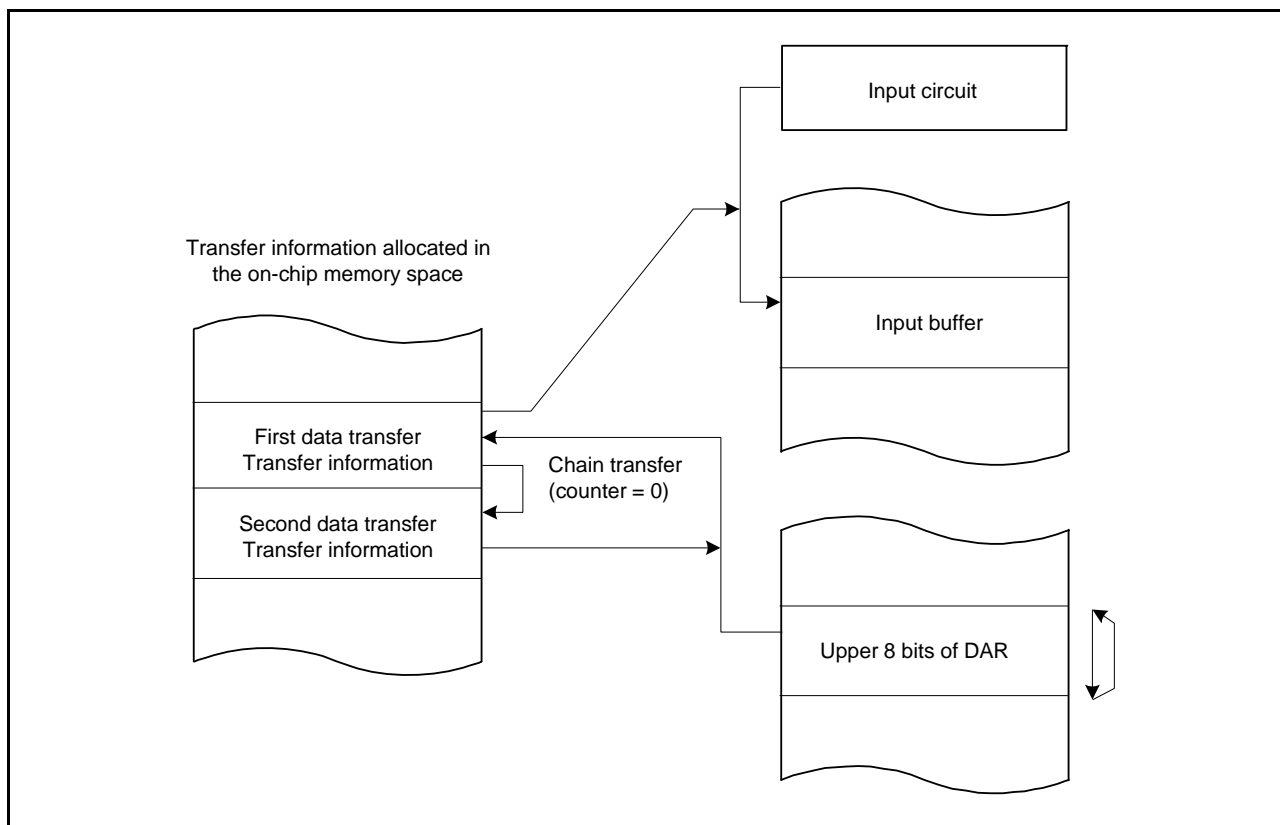 Input circuit
Transfer information allocated in
the on-chip memory space
Input buffer
First data transfer
Transfer information
Chain transfer
(counter = 0)
Second data transfer
Transfer information
Upper 8 bits of DAR